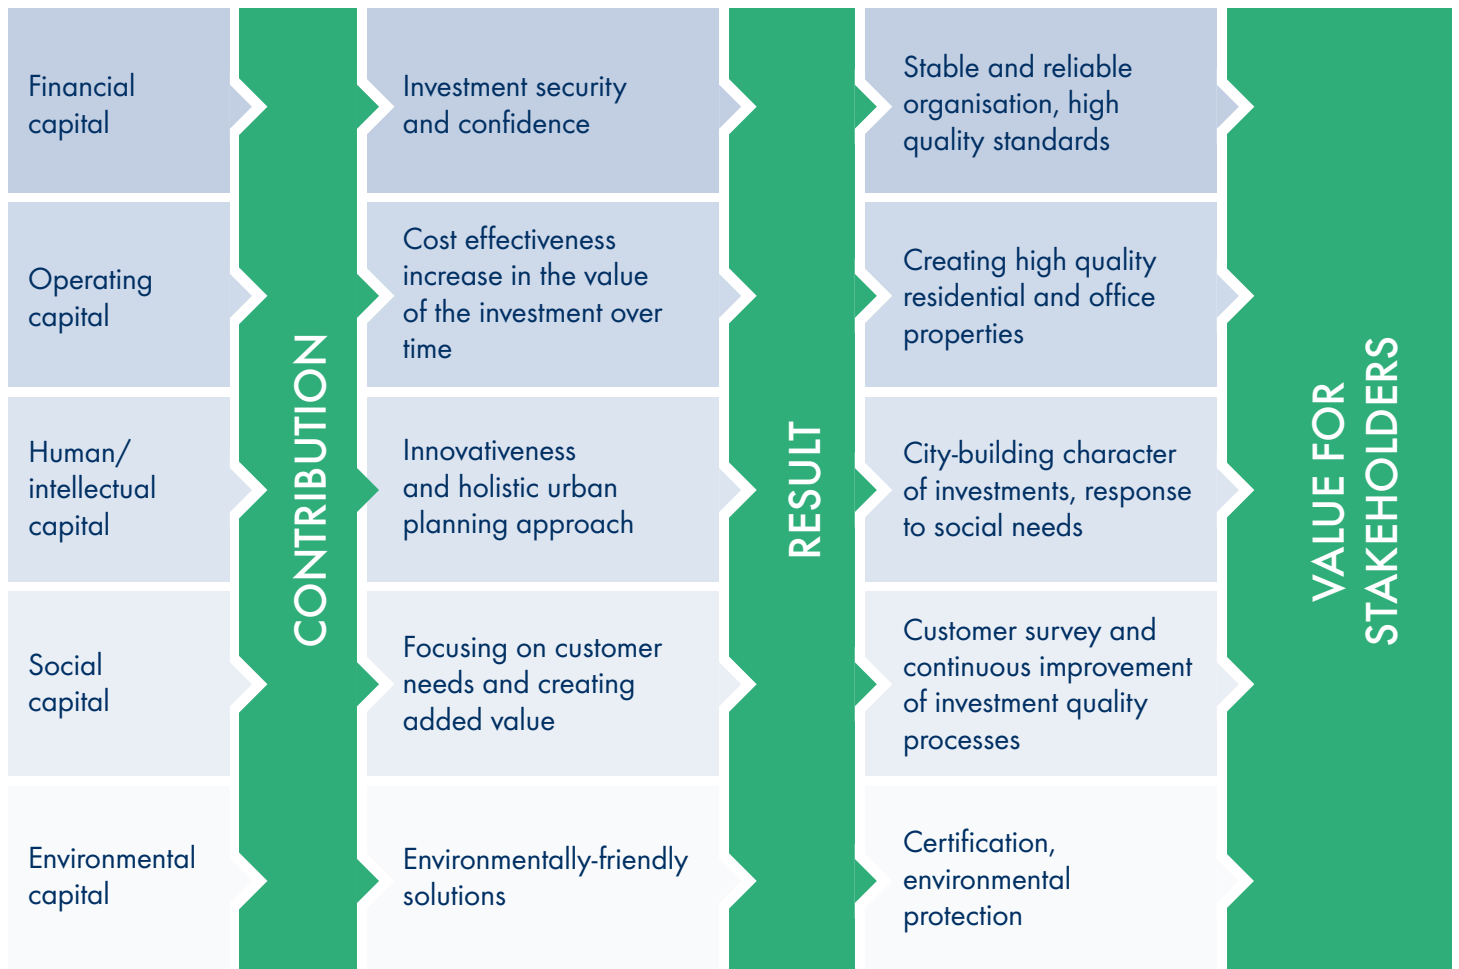 Financial
capital
CONTRIBUTION
Investment security
and confidence
RESULT
Stable and reliable
organisation, high
quality standards
VALUE FOR
STAKEHOLDERS
Operating
capital
Cost effectiveness
increase in the value
of the investment over
time
Creating high quality
residential and office
properties
Human/
intellectual
capital
Innovativeness
and holistic urban
planning approach
City-building character
of investments, response
to social needs
Social
capital
Focusing on customer
needs and creating
added value
Customer survey and
continuous improvement
of investment quality
processes
Environmental
capital
Environmentally-friendly
solutions
Certification,
environmental
protection